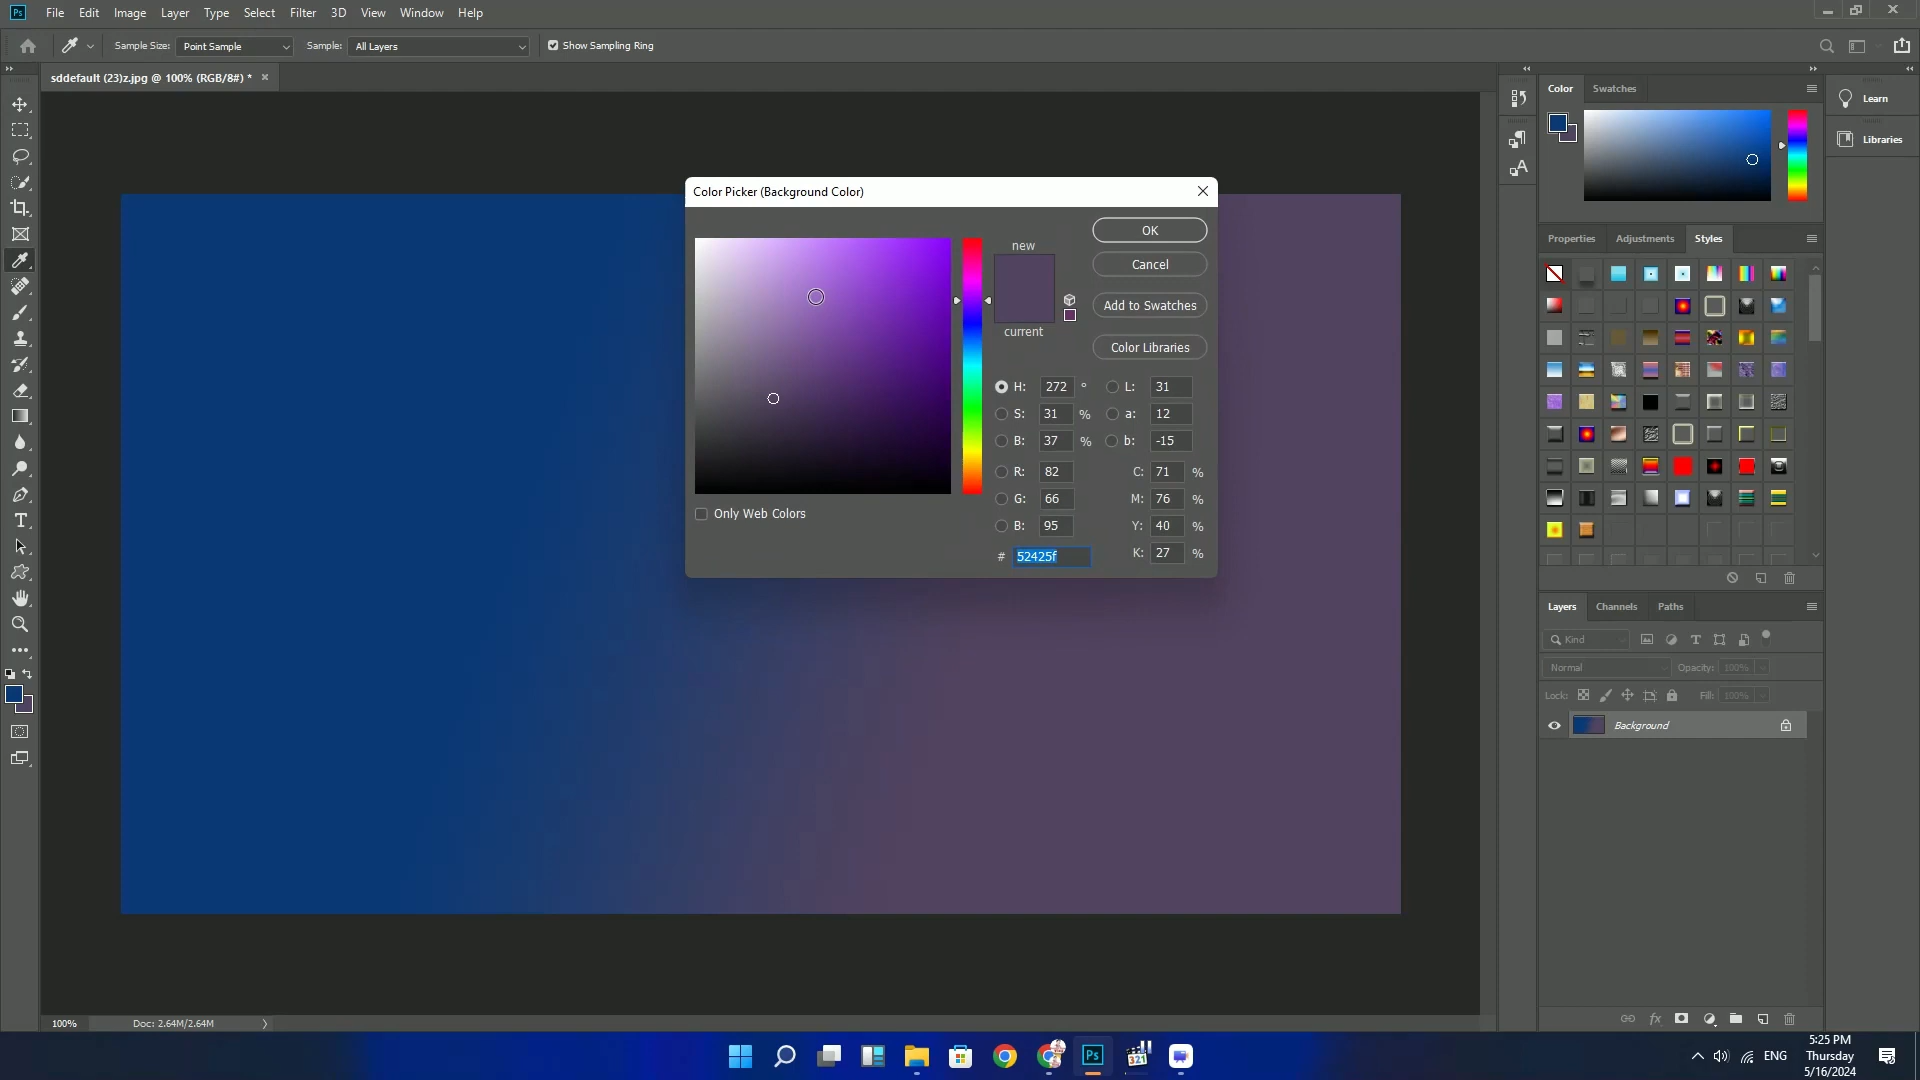 Ps File Edit Image Layer Type Select Filter 3D View Window Help
Sample Size: Point Sample Sample: All Layers Show Sampling Ring
sddefault (23)z.jpg @ 100% (RGB/8#) * ×
Color Swatches
Learn
Libraries
Color Picker (Background Color)
new
current
OK
Cancel
Add to Swatches
Color Libraries
H: 272 ° L: 31
S: 31 % a: 12
B: 37 % b: -15
R: 82 C: 71 %
G: 66 M: 76 %
B: 95 Y: 40 %
# 52425f K: 27 %
Only Web Colors
Properties Adjustments Styles
Layers Channels Paths
Kind
Normal Opacity: 100%
Lock: Fill: 100%
Background
fx
100% Doc: 2.64M/2.64M
Ps
321
ENG
5:25 PM
Thursday
5/16/2024